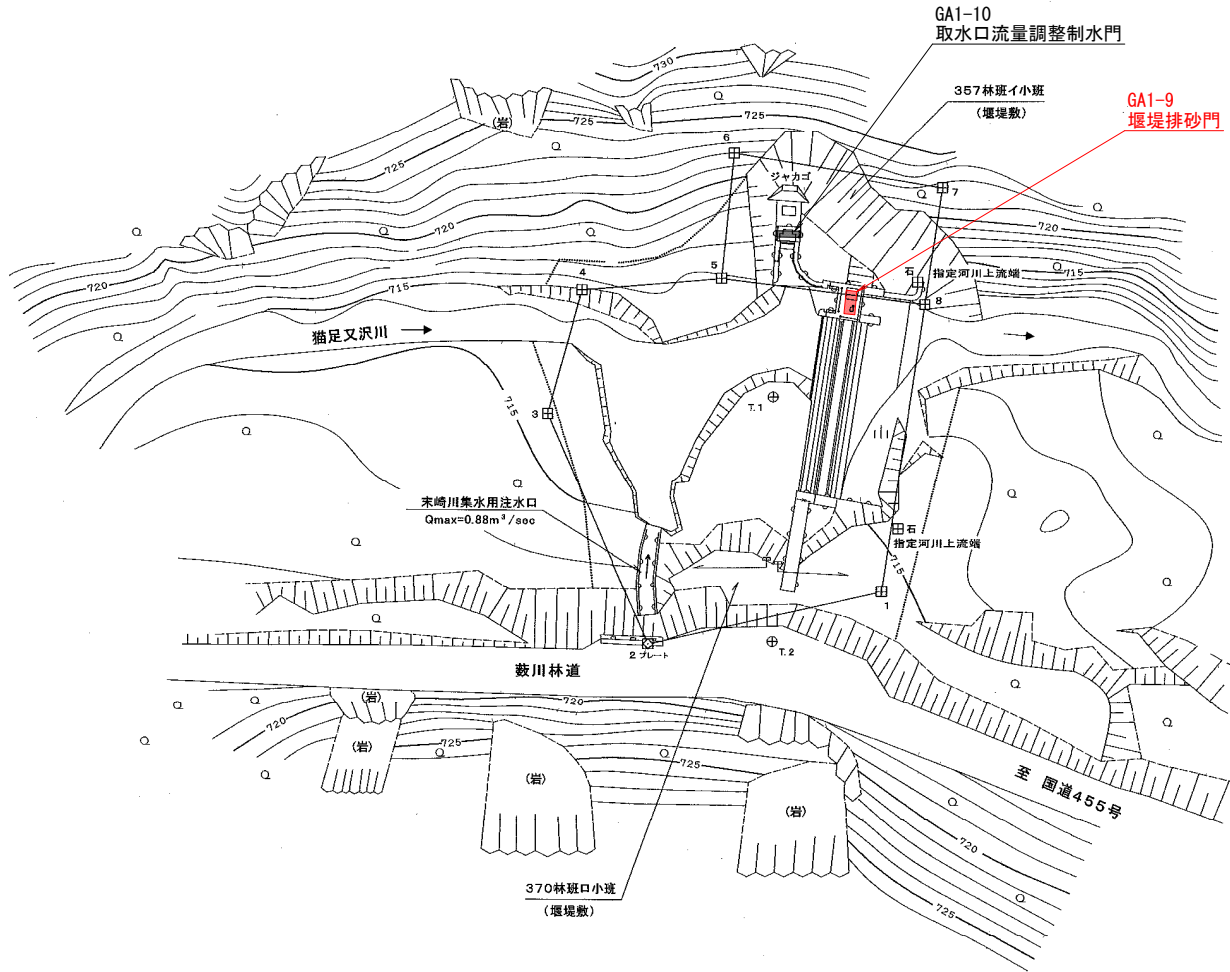 GA1-10
取水口流量調整制水門
357林班イ小班
(堰堤敷)
GA1-9
堰堤排砂門
730
Q
(岩)
725
725
Q
725
Q
6
ジャカゴ
7
Q
Q
720
Q
720
Q
720
Q
5
4
石
指定河川上流端
715
Q
8
715
猫足又沢川
Q
715
3
T.1
Q
Q
末崎川集水用注水口
Qmax=0.88m³/sec
Q
石
指定河川上流端
Q
715
Q
1
Q
Q
2 プレート
T.2
藪川林道
Q
Q
(岩)
720
Q
Q
720
Q
(岩)
725
Q
Q
725
Q
(岩)
(岩)
至 国道455号
Q
720
Q
725
370林班ロ小班
(堰堤敷)